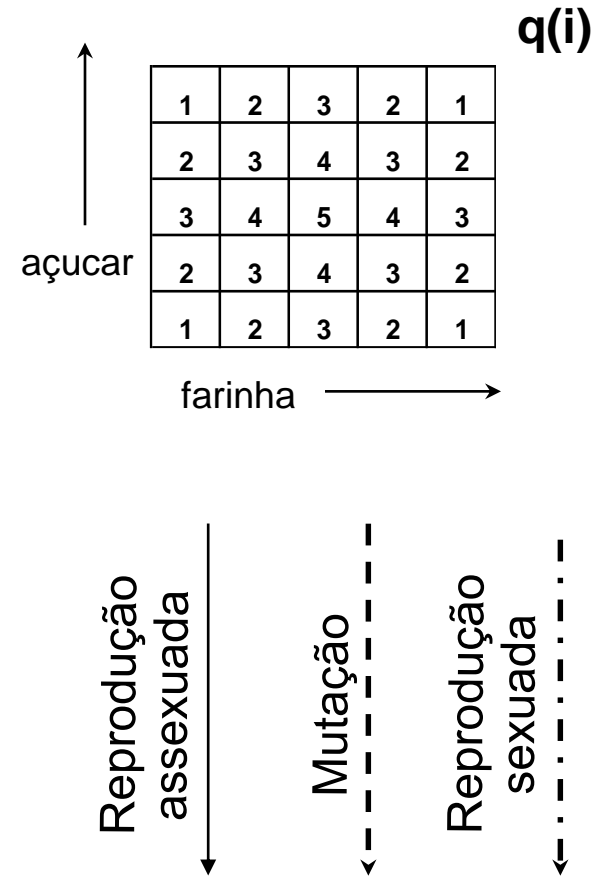 q(i)
1 2 3 2 1
2 3 4 3 2
3 4 5 4 3
2 3 4 3 2
1 2 3 2 1
açucar
farinha
Reprodução
assexuada
Mutação
Reprodução
sexuada